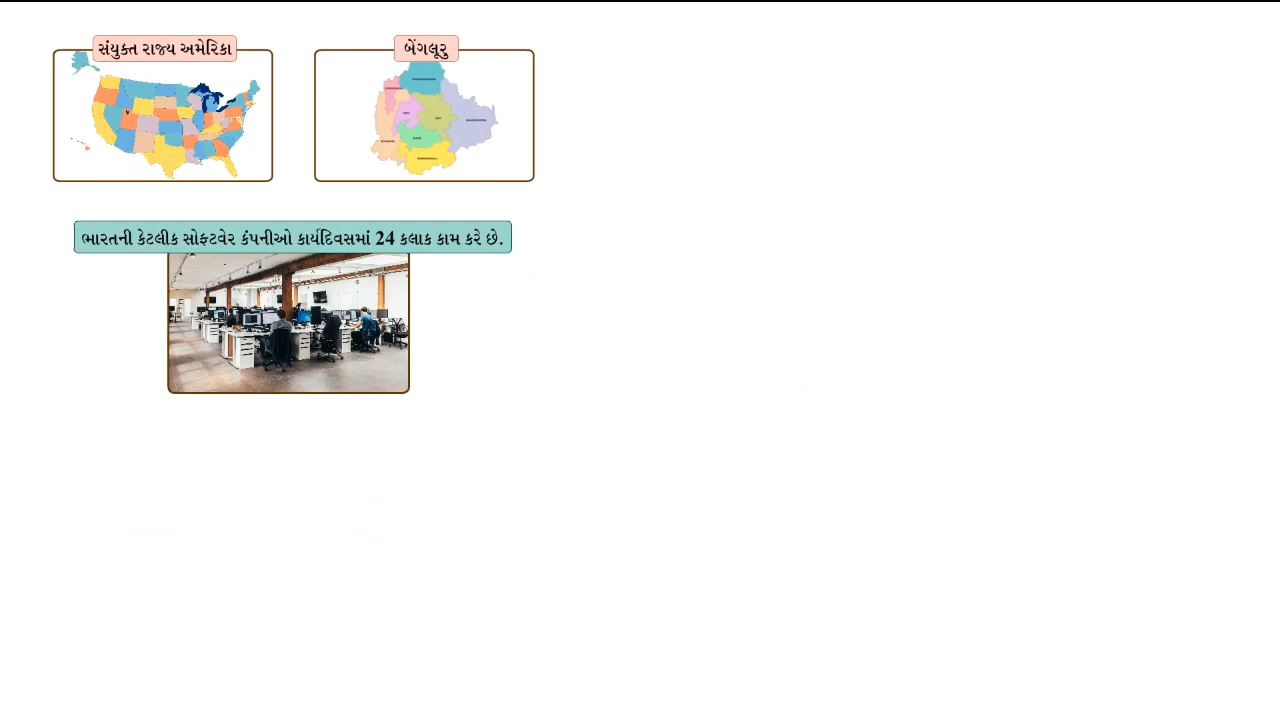 સંયુક્ત રાજ્ય અમેરિકા
બેંગલૂરુ
ભારતની કેટલીક સોફ્ટવેર કંપનીઓ કાર્યદિવસમાં 24 કલાક કામ કરે છે.